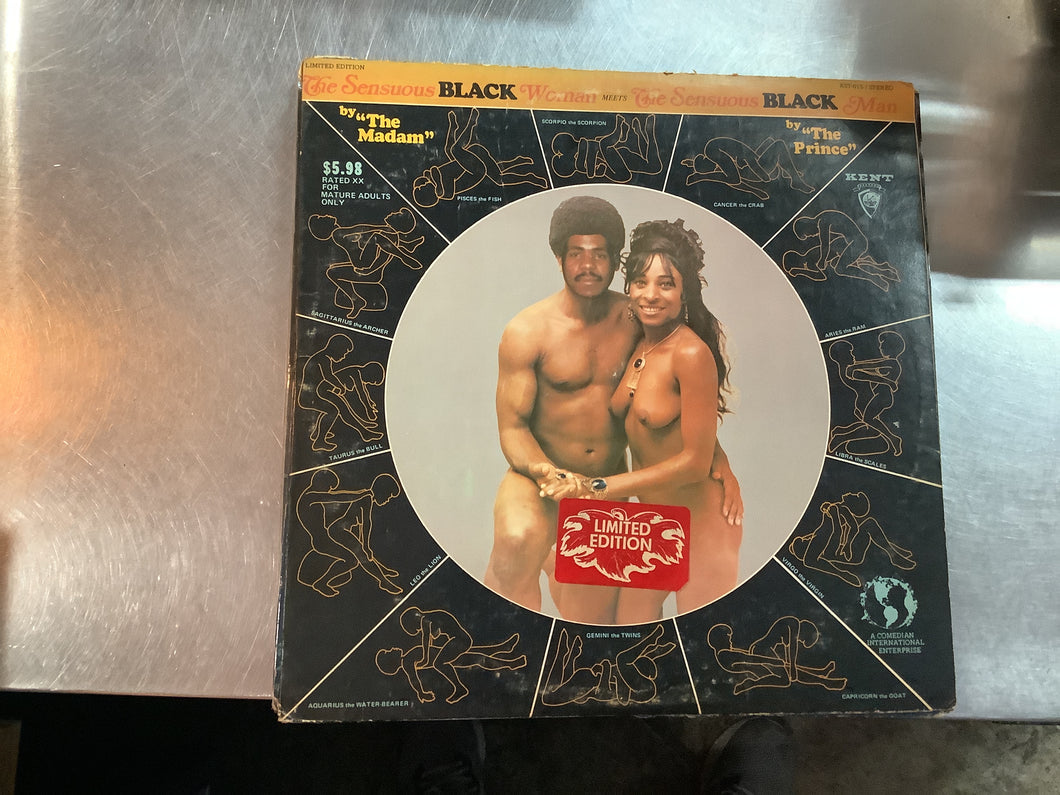 LIMITED EDITION
The Sensuous BLACK Woman MEETS The Sensuous BLACK Man
KST-015 / STEREO
by "The
Madam"
by "The
Prince"
$5.98
RATED XX
FOR
MATURE ADULTS
ONLY
SCORPIO the SCORPION
PISCES the FISH
CANCER the CRAB
KENT
SAGITTARIUS the ARCHER
ARIES the RAM
TAURUS the BULL
LIBRA the SCALES
LIMITED
EDITION
LEO the LION
VIRGO the VIRGIN
A COMEDIAN
INTERNATIONAL
ENTERPRISE
GEMINI the TWINS
CAPRICORN the GOAT
AQUARIUS the WATER-BEARER